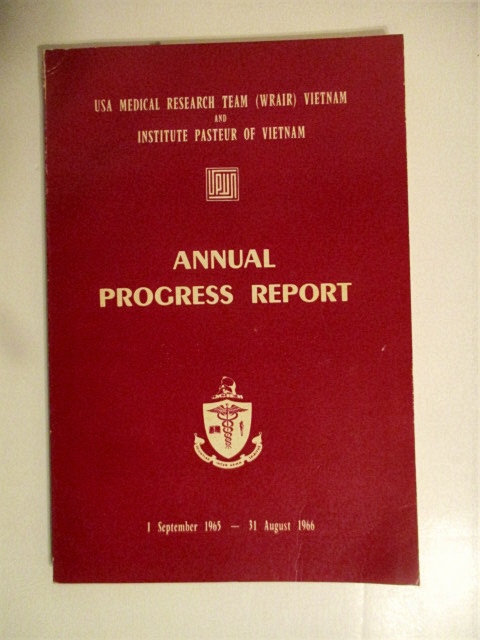 USA MEDICAL RESEARCH TEAM (WRAIR) VIETNAM
AND
INSTITUTE PASTEUR OF VIETNAM
ANNUAL
PROGRESS REPORT
1 September 1965 — 31 August 1966